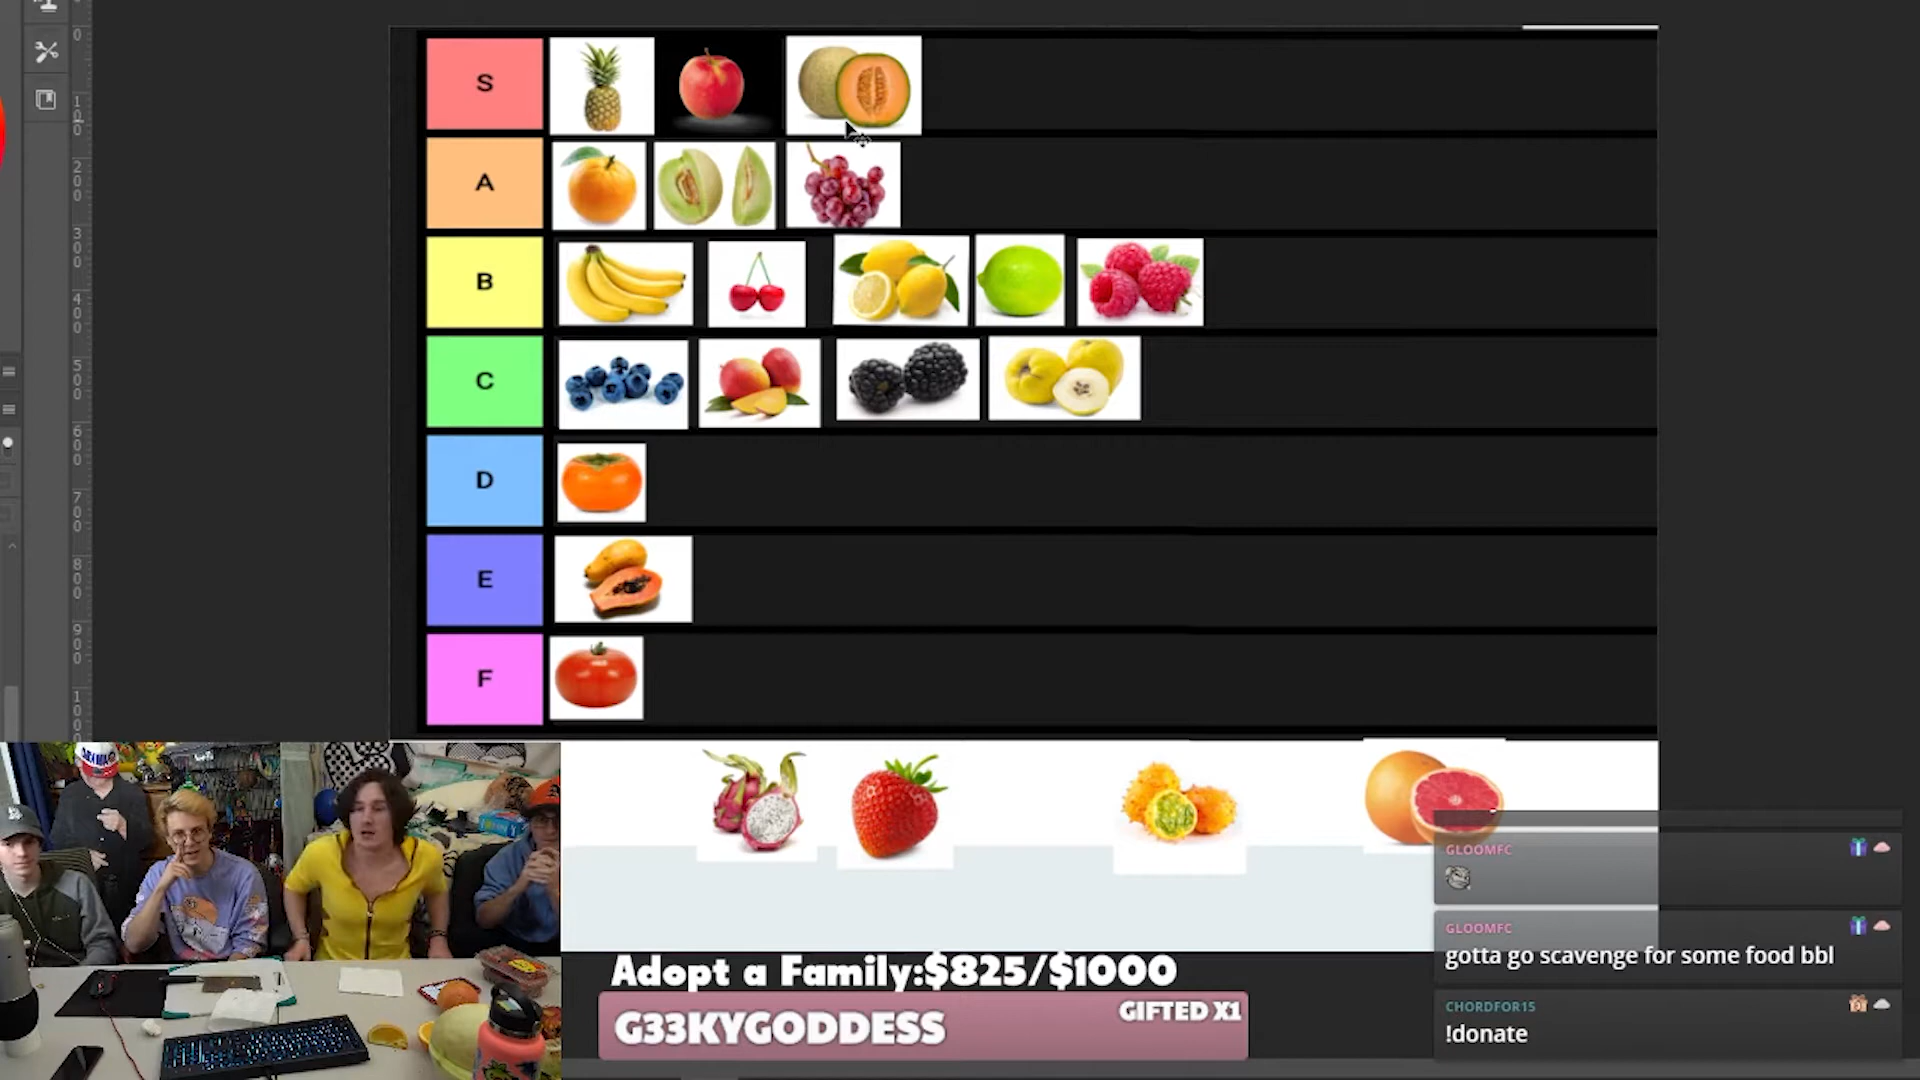 S
A
B
C
D
E
F
Adopt a Family:$825/$1000
G33KYGODDESS
GIFTED X1
GLOOMFC
GLOOMFC
gotta go scavenge for some food bbl
CHORDFOR15
!donate